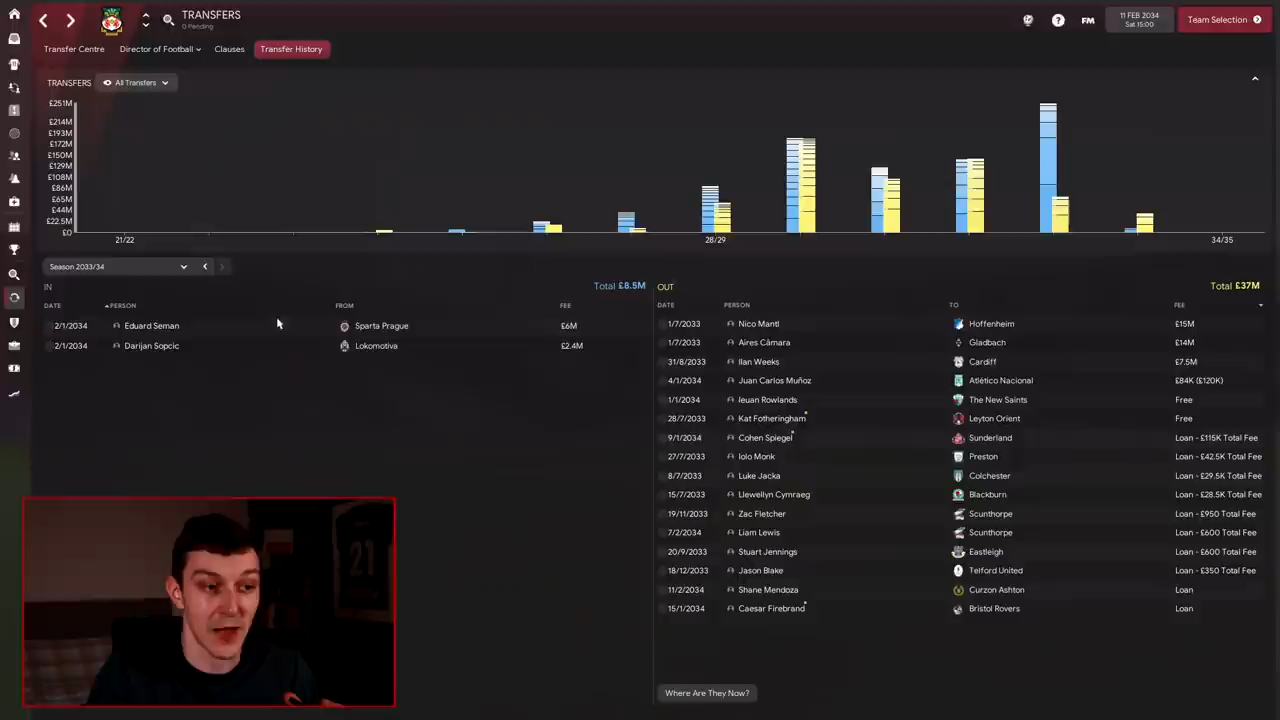 TRANSFERS
0 Pending
FM
11 FEB 2034
Sat 15:00
Team Selection
Transfer Centre
Director of Football
Clauses
Transfer History
TRANSFERS
All Transfers
£251M
£214M
£193M
£172M
£150M
£129M
£108M
£86M
£65M
£44M
£22.5M
£0
21/22
28/29
34/35
Season 2033/34
IN
Total £8.5M
DATE PERSON FROM FEE
2/1/2034 Eduard Seman Sparta Prague £6M
2/1/2034 Darijan Sopcic Lokomotiva £2.4M
OUT
Total £37M
DATE PERSON TO FEE
1/7/2033 Nico Mantl Hoffenheim £15M
1/7/2033 Aires Câmara Gladbach £14M
31/8/2033 Ilan Weeks Cardiff £7.5M
4/1/2034 Juan Carlos Muñoz Atlético Nacional £84K (£120K)
1/1/2034 Ieuan Rowlands The New Saints Free
28/7/2033 Kat Fotheringham Leyton Orient Free
9/1/2034 Cohen Spiegel Sunderland Loan - £115K Total Fee
27/7/2033 Iolo Monk Preston Loan - £42.5K Total Fee
8/7/2033 Luke Jacka Colchester Loan - £29.5K Total Fee
15/7/2033 Llewellyn Cymraeg Blackburn Loan - £28.5K Total Fee
19/11/2033 Zac Fletcher Scunthorpe Loan - £950 Total Fee
7/2/2034 Liam Lewis Scunthorpe Loan - £600 Total Fee
20/9/2033 Stuart Jennings Eastleigh Loan - £600 Total Fee
18/12/2033 Jason Blake Telford United Loan - £350 Total Fee
11/2/2034 Shane Mendoza Curzon Ashton Loan
15/1/2034 Caesar Firebrand Bristol Rovers Loan
Where Are They Now?
21